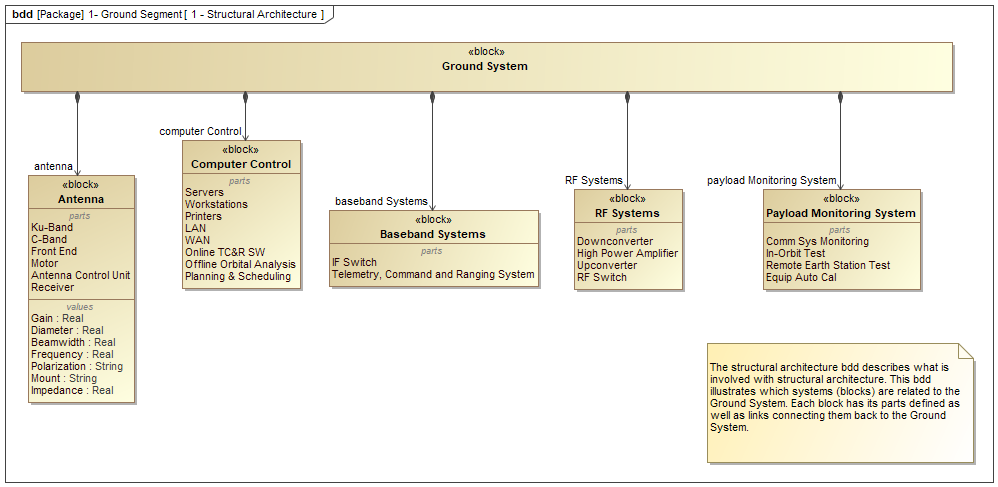 bdd [Package] 1- Ground Segment [ 1 - Structural Architecture ]
«block»
Ground System
antenna
«block»
Antenna
parts
Ku-Band
C-Band
Front End
Motor
Antenna Control Unit
Receiver
values
Gain : Real
Diameter : Real
Beamwidth : Real
Frequency : Real
Polarization : String
Mount : String
Impedance : Real
computer Control
«block»
Computer Control
parts
Servers
Workstations
Printers
LAN
WAN
Online TC&R SW
Offline Orbital Analysis
Planning & Scheduling
baseband Systems
«block»
Baseband Systems
parts
IF Switch
Telemetry, Command and Ranging System
RF Systems
«block»
RF Systems
parts
Downconverter
High Power Amplifier
Upconverter
RF Switch
payload Monitoring System
«block»
Payload Monitoring System
parts
Comm Sys Monitoring
In-Orbit Test
Remote Earth Station Test
Equip Auto Cal
The structural architecture bdd describes what is
involved with structural architecture. This bdd
illustrates which systems (blocks) are related to the
Ground System. Each block has its parts defined as
well as links connecting them back to the Ground
System.